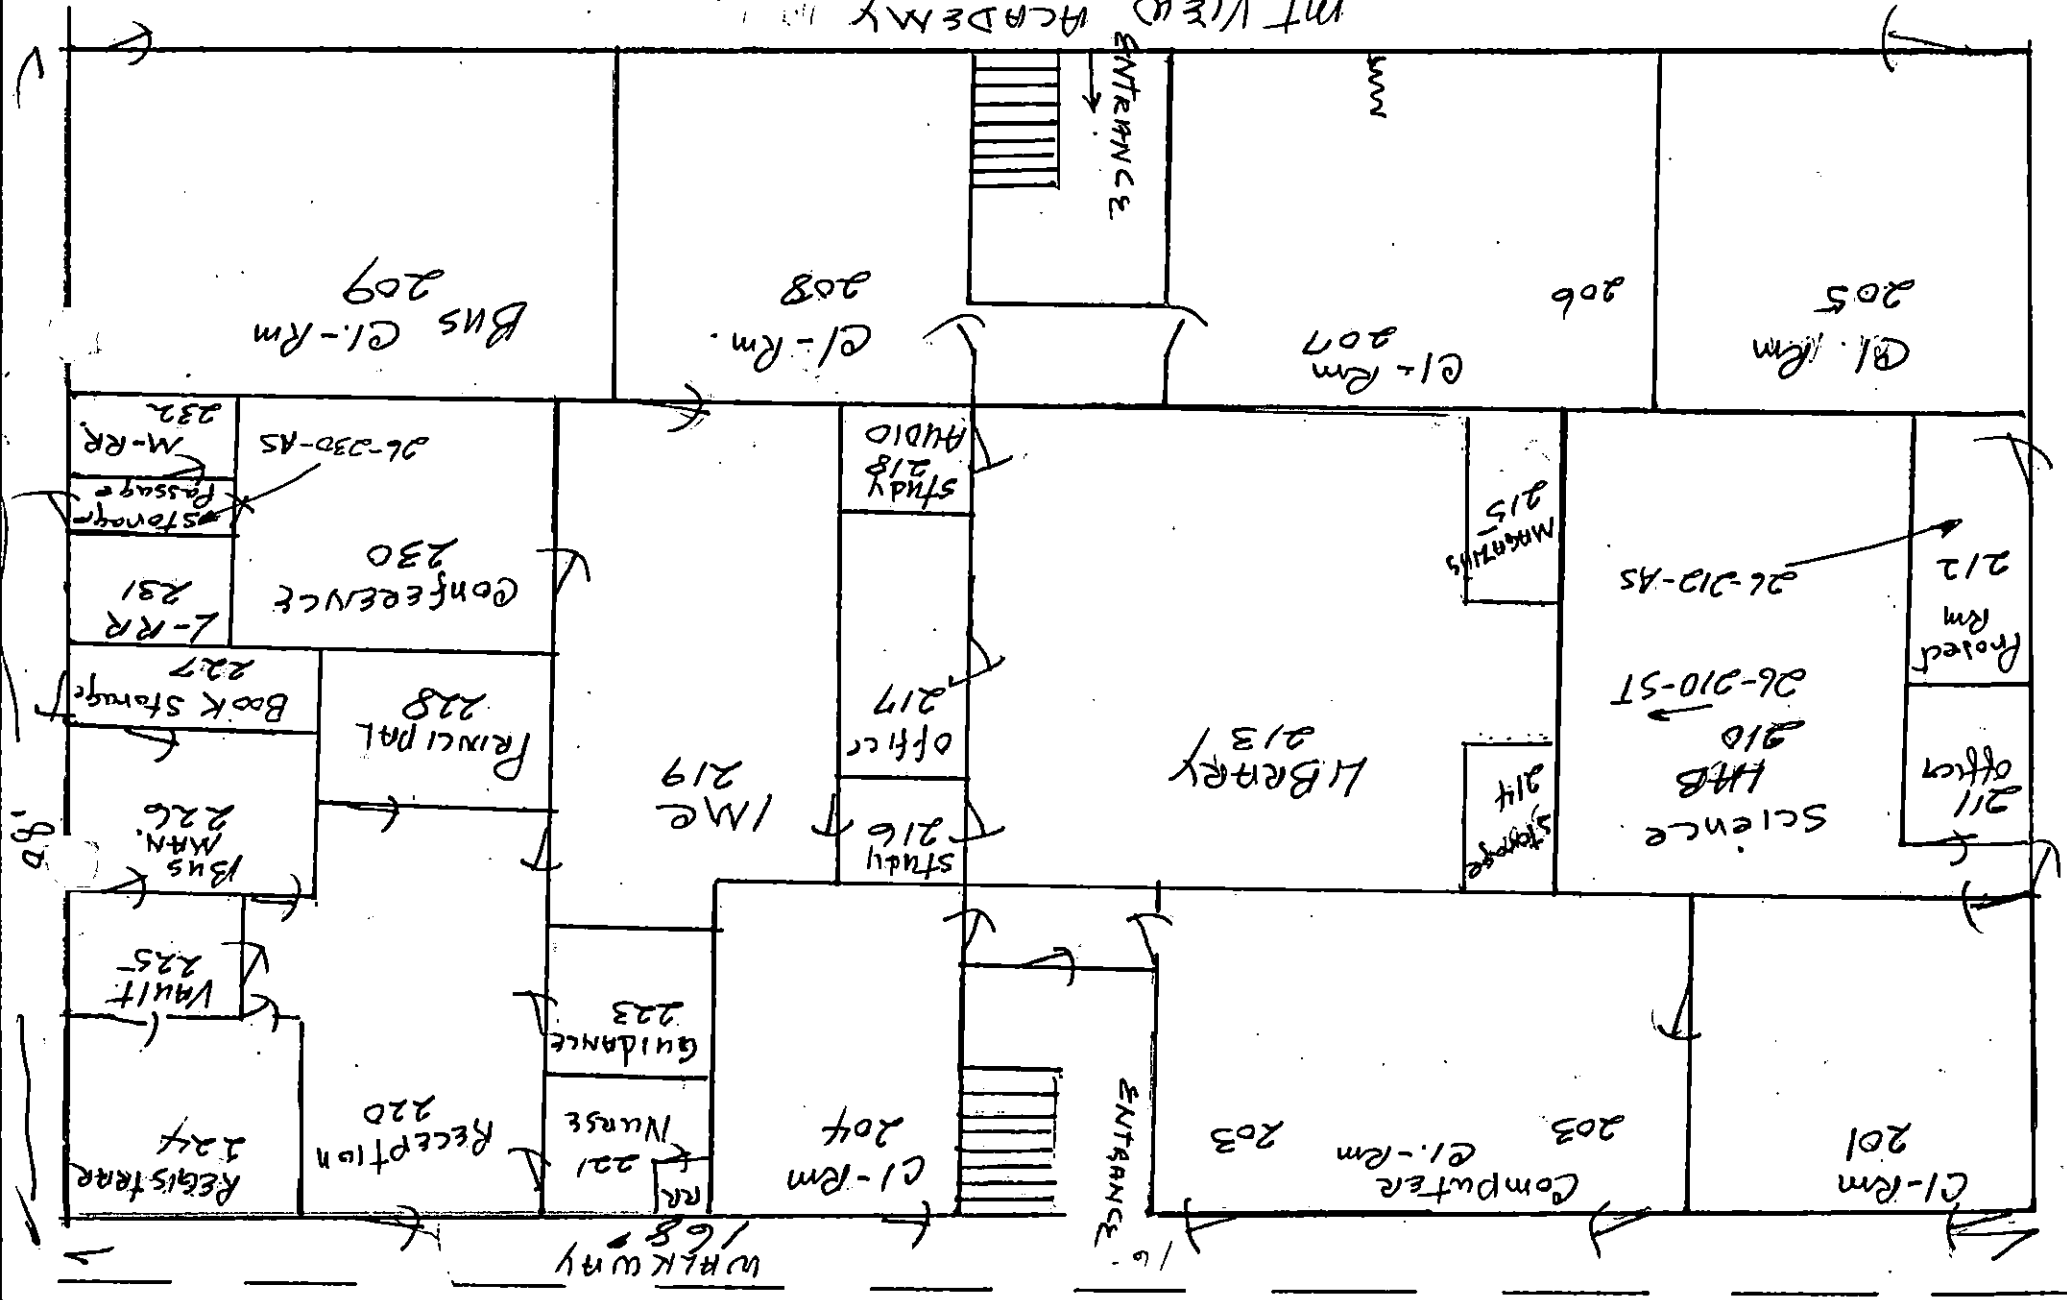 WALKWAY
168'
Cl-Rm
201
Computer
Cl.-Rm
203
203
ENTRANCE
Cl-Rm
204
RR
221
Nurse
GUIDANCE
223
RECEPTION
220
REGISTRAR
224
VAULT
225
BUS
MAN.
226
88'
211
Office
Science
LAB
210
26-210-ST
Project
Rm
212
26-212-AS
Storage
214
LIBRARY
213
MAGAZINS
215
Study
216
Office
217
Study
218
AUDIO
IMC
219
PRINCIPAL
228
Book Storage
227
CONFERENCE
230
L-RR
231
Storage
Passage
26-230-AS
M-RR
232
Cl. Rm
205
206
Cl-Rm
207
ENTRANCE
Cl-Rm.
208
Bus Cl.-Rm
209
MT VIEW ACADEMY